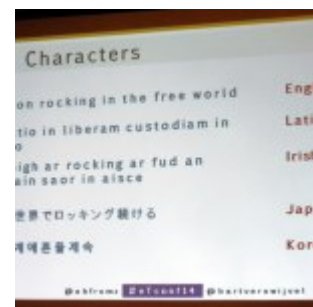 Characters
on rocking in the free world Eng
tio in liberam custodiam in Lati
o
igh ar rocking ar fud an Irish
ain saor in aisce
世界でロッキング続ける Jap
Kor